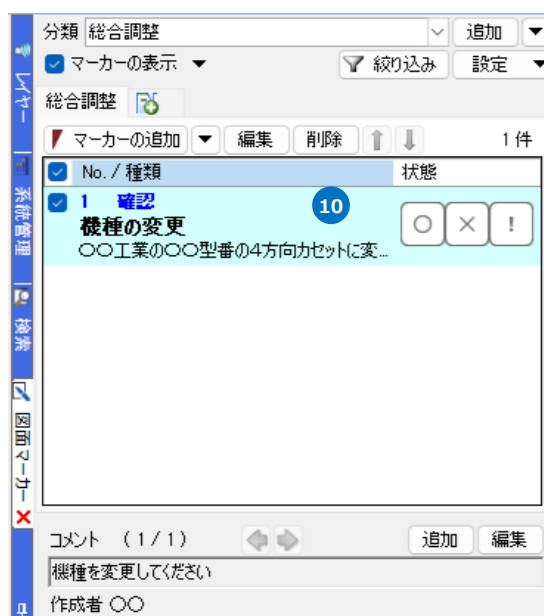 分類 総合調整 追加
マーカーの表示 絞り込み 設定
総合調整
マーカーの追加 編集 削除 1 件
No. / 種類 状態
1 確認 10
機種の変更
〇〇工業の〇〇型番の4方向カセットに変...
○ × !
コメント (1/1) 追加 編集
機種を変更してください
作成者 〇〇
レイヤー
系統管理
検索
図面マーカー